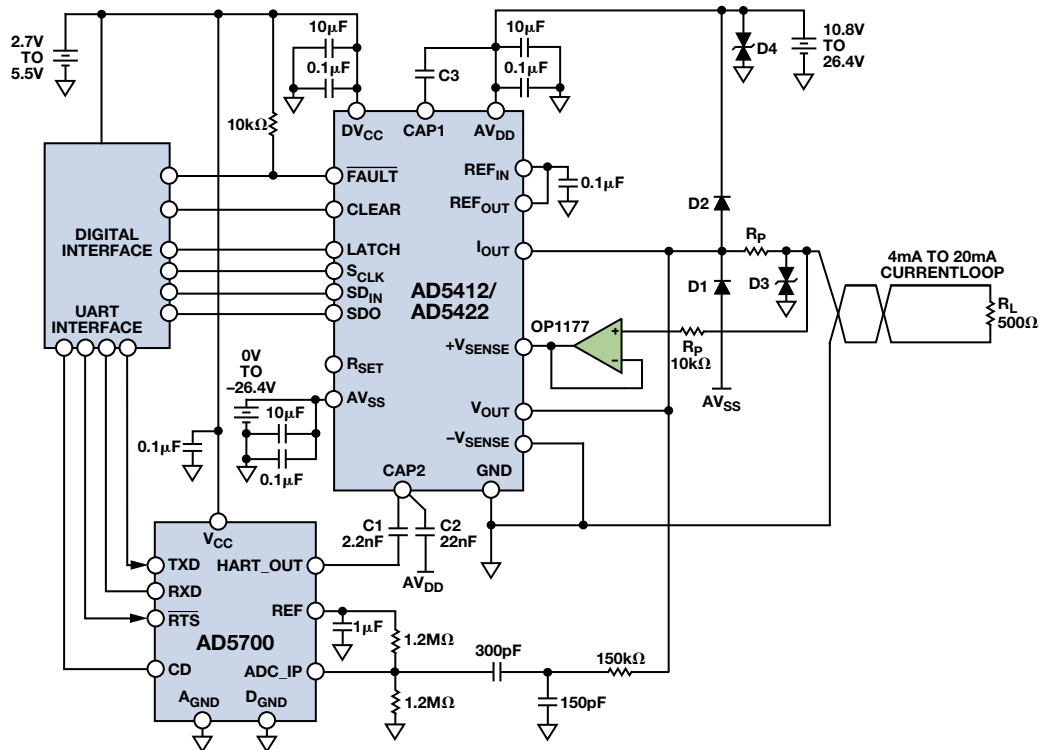 2.7V
TO
5.5V
10µF
0.1µF
C3
10µF
0.1µF
D4
10.8V
TO
26.4V
10kΩ
DVCC
CAP1
AVDD
FAULT
CLEAR
LATCH
SCLK
SDIN
SDO
RSET
AVSS
CAP2
GND
REFIN
REFOUT
IOUT
+VSENSE
VOUT
–VSENSE
AD5412/
AD5422
0.1µF
DIGITAL
INTERFACE
UART
INTERFACE
D2
D1
RP
D3
4mA TO 20mA
CURRENTLOOP
RL
500Ω
OP1177
+
–
RP
10kΩ
AVSS
0V
TO
–26.4V
10µF
0.1µF
0.1µF
C1
2.2nF
C2
22nF
AVDD
VCC
TXD
RXD
RTS
CD
HART_OUT
REF
ADC_IP
AD5700
AGND
DGND
1µF
1.2MΩ
1.2MΩ
300pF
150kΩ
150pF